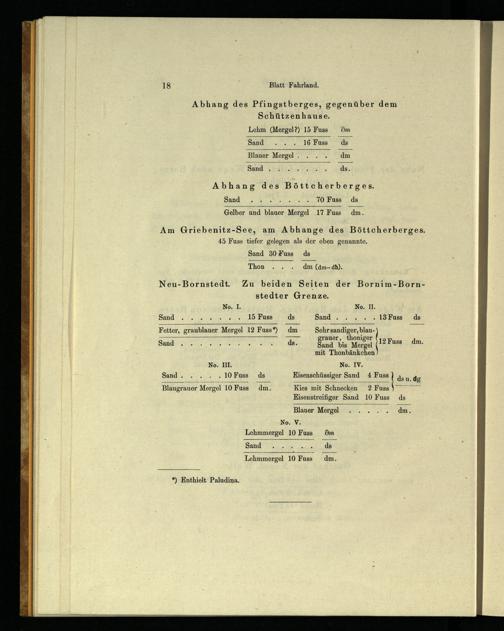 18 Blatt Fahrland.
Abhang des Pfingstberges, gegenüber dem
Schützenhause.
Lehm (Mergel?) 15 Fuss ∂m
Sand . . . 16 Fuss ds
Blauer Mergel . . . . dm
Sand . . . . . . . ds.
Abhang des Böttcherberges.
Sand . . . . . . . 70 Fuss ds
Gelber und blauer Mergel 17 Fuss dm.
Am Griebenitz-See, am Abhange des Böttcherberges.
45 Fuss tiefer gelegen als der eben genannte.
Sand 30 Fuss ds
Thon . . . dm (dm—dh).
Neu-Bornstedt. Zu beiden Seiten der Bornim-Born-
stedter Grenze.
No. I.
Sand . . . . . . . 15 Fuss ds
Fetter, graublauer Mergel 12 Fuss*) dm
Sand . . . . . . . . . . ds.
No. II.
Sand . . . . . 13 Fuss ds
Sehr sandiger, blau-
grauer, thoniger
Sand bis Mergel 12 Fuss dm.
mit Thonbänkchen
No. III.
Sand . . . . . 10 Fuss ds
Blaugrauer Mergel 10 Fuss dm.
No. IV.
Eisenschüssiger Sand 4 Fuss ds u. dg
Kies mit Schnecken 2 Fuss
Eisenstreifiger Sand 10 Fuss ds
Blauer Mergel . . . . . dm.
No. V.
Lehmmergel 10 Fuss ∂m
Sand . . . . . ds
Lehmmergel 10 Fuss dm.
*) Enthielt Paludina.